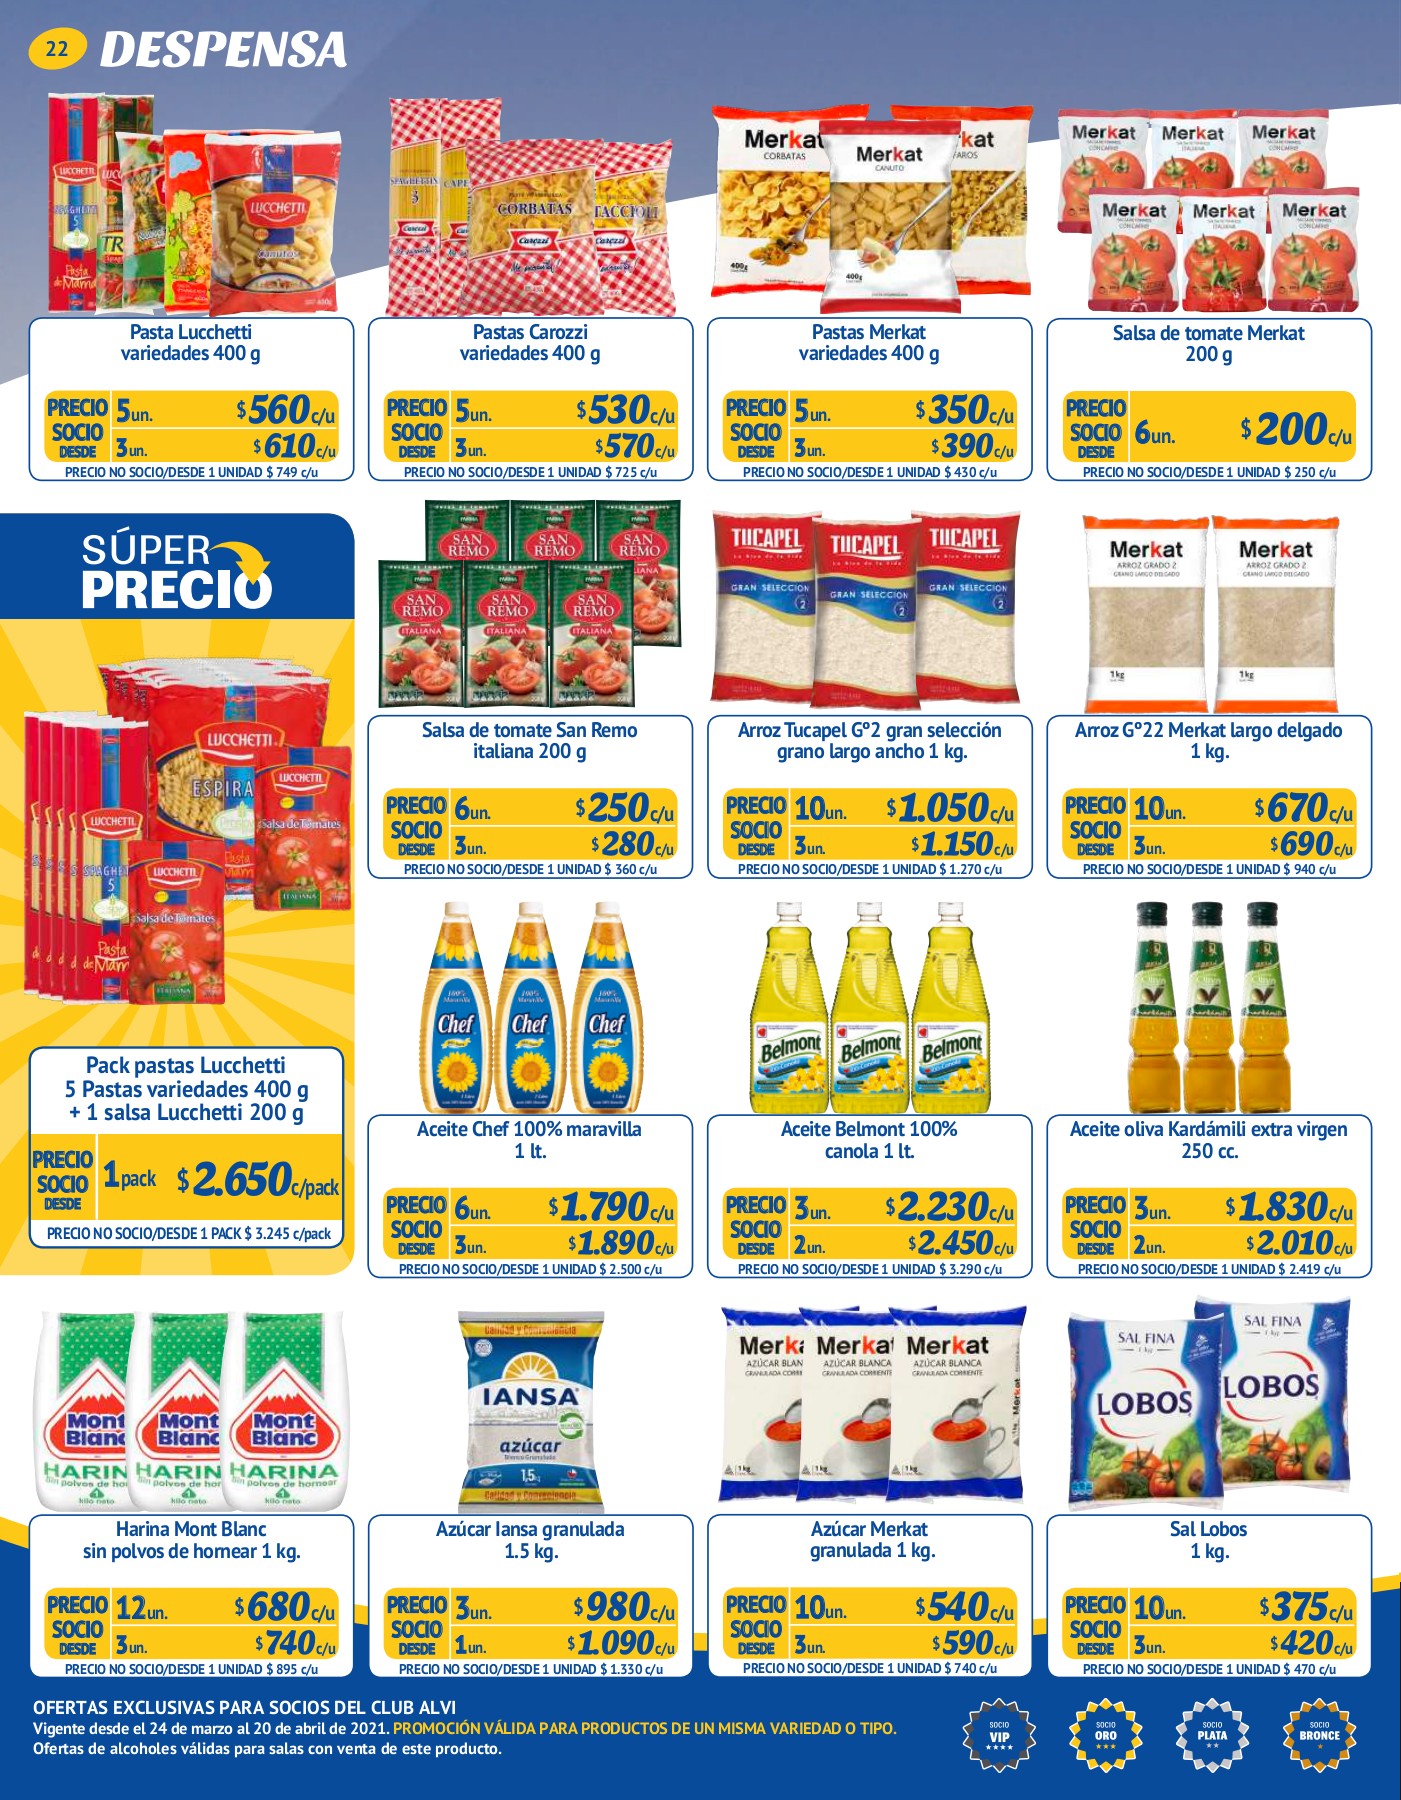 22
DESPENSA
Pasta Lucchetti
variedades 400 g
PRECIO SOCIO DESDE
5un. $560c/u
3un. $610c/u
PRECIO NO SOCIO/DESDE 1 UNIDAD $ 749 c/u
Pastas Carozzi
variedades 400 g
PRECIO SOCIO DESDE
5un. $530c/u
3un. $570c/u
PRECIO NO SOCIO/DESDE 1 UNIDAD $ 725 c/u
Pastas Merkat
variedades 400 g
PRECIO SOCIO DESDE
5un. $350c/u
3un. $390c/u
PRECIO NO SOCIO/DESDE 1 UNIDAD $ 430 c/u
Salsa de tomate Merkat
200 g
PRECIO SOCIO DESDE
6un. $200c/u
PRECIO NO SOCIO/DESDE 1 UNIDAD $ 250 c/u
SÚPER
PRECIO
Pack pastas Lucchetti
5 Pastas variedades 400 g
+ 1 salsa Lucchetti 200 g
PRECIO SOCIO DESDE
1pack $2.650c/pack
PRECIO NO SOCIO/DESDE 1 PACK $ 3.245 c/pack
Salsa de tomate San Remo
italiana 200 g
PRECIO SOCIO DESDE
6un. $250c/u
3un. $280c/u
PRECIO NO SOCIO/DESDE 1 UNIDAD $ 360 c/u
Arroz Tucapel Gº2 gran selección
grano largo ancho 1 kg.
PRECIO SOCIO DESDE
10un. $1.050c/u
3un. $1.150c/u
PRECIO NO SOCIO/DESDE 1 UNIDAD $ 1.270 c/u
Arroz Gº22 Merkat largo delgado
1 kg.
PRECIO SOCIO DESDE
10un. $670c/u
3un. $690c/u
PRECIO NO SOCIO/DESDE 1 UNIDAD $ 940 c/u
Aceite Chef 100% maravilla
1 lt.
PRECIO SOCIO DESDE
6un. $1.790c/u
3un. $1.890c/u
PRECIO NO SOCIO/DESDE 1 UNIDAD $ 2.500 c/u
Aceite Belmont 100%
canola 1 lt.
PRECIO SOCIO DESDE
3un. $2.230c/u
2un. $2.450c/u
PRECIO NO SOCIO/DESDE 1 UNIDAD $ 3.290 c/u
Aceite oliva Kardámili extra virgen
250 cc.
PRECIO SOCIO DESDE
3un. $1.830c/u
2un. $2.010c/u
PRECIO NO SOCIO/DESDE 1 UNIDAD $ 2.419 c/u
Harina Mont Blanc
sin polvos de hornear 1 kg.
PRECIO SOCIO DESDE
12un. $680c/u
3un. $740c/u
PRECIO NO SOCIO/DESDE 1 UNIDAD $ 895 c/u
Azúcar Iansa granulada
1.5 kg.
PRECIO SOCIO DESDE
3un. $980c/u
1un. $1.090c/u
PRECIO NO SOCIO/DESDE 1 UNIDAD $ 1.330 c/u
Azúcar Merkat
granulada 1 kg.
PRECIO SOCIO DESDE
10un. $540c/u
3un. $590c/u
PRECIO NO SOCIO/DESDE 1 UNIDAD $ 740 c/u
Sal Lobos
1 kg.
PRECIO SOCIO DESDE
10un. $375c/u
3un. $420c/u
PRECIO NO SOCIO/DESDE 1 UNIDAD $ 470 c/u
OFERTAS EXCLUSIVAS PARA SOCIOS DEL CLUB ALVI
Vigente desde el 24 de marzo al 20 de abril de 2021. PROMOCIÓN VÁLIDA PARA PRODUCTOS DE UN MISMA VARIEDAD O TIPO.
Ofertas de alcoholes válidas para salas con venta de este producto.
SOCIO VIP
SOCIO ORO
SOCIO PLATA
SOCIO BRONCE